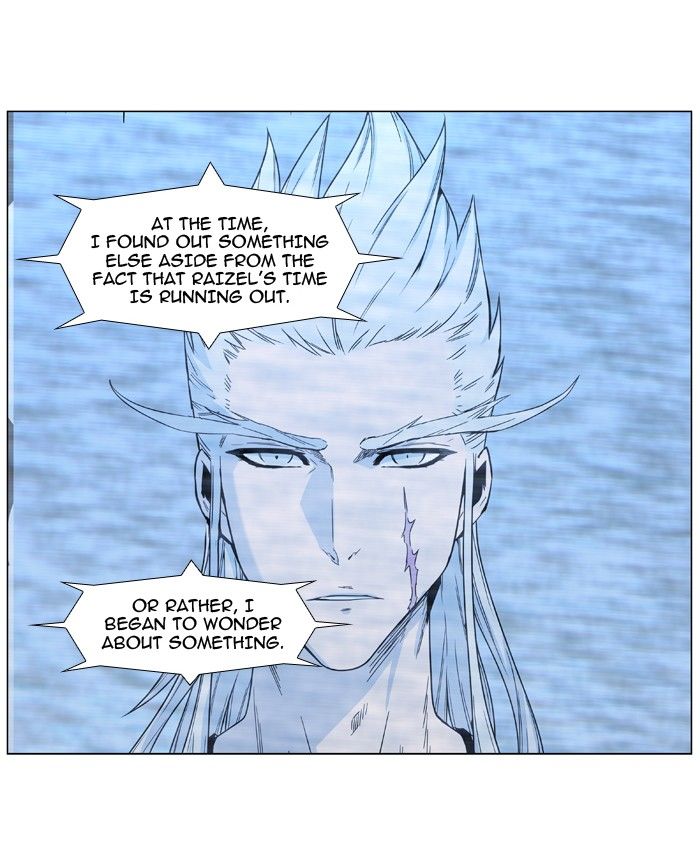 AT THE TIME,
I FOUND OUT SOMETHING
ELSE ASIDE FROM THE
FACT THAT RAIZEL'S TIME
IS RUNNING OUT.
OR RATHER, I
BEGAN TO WONDER
ABOUT SOMETHING.